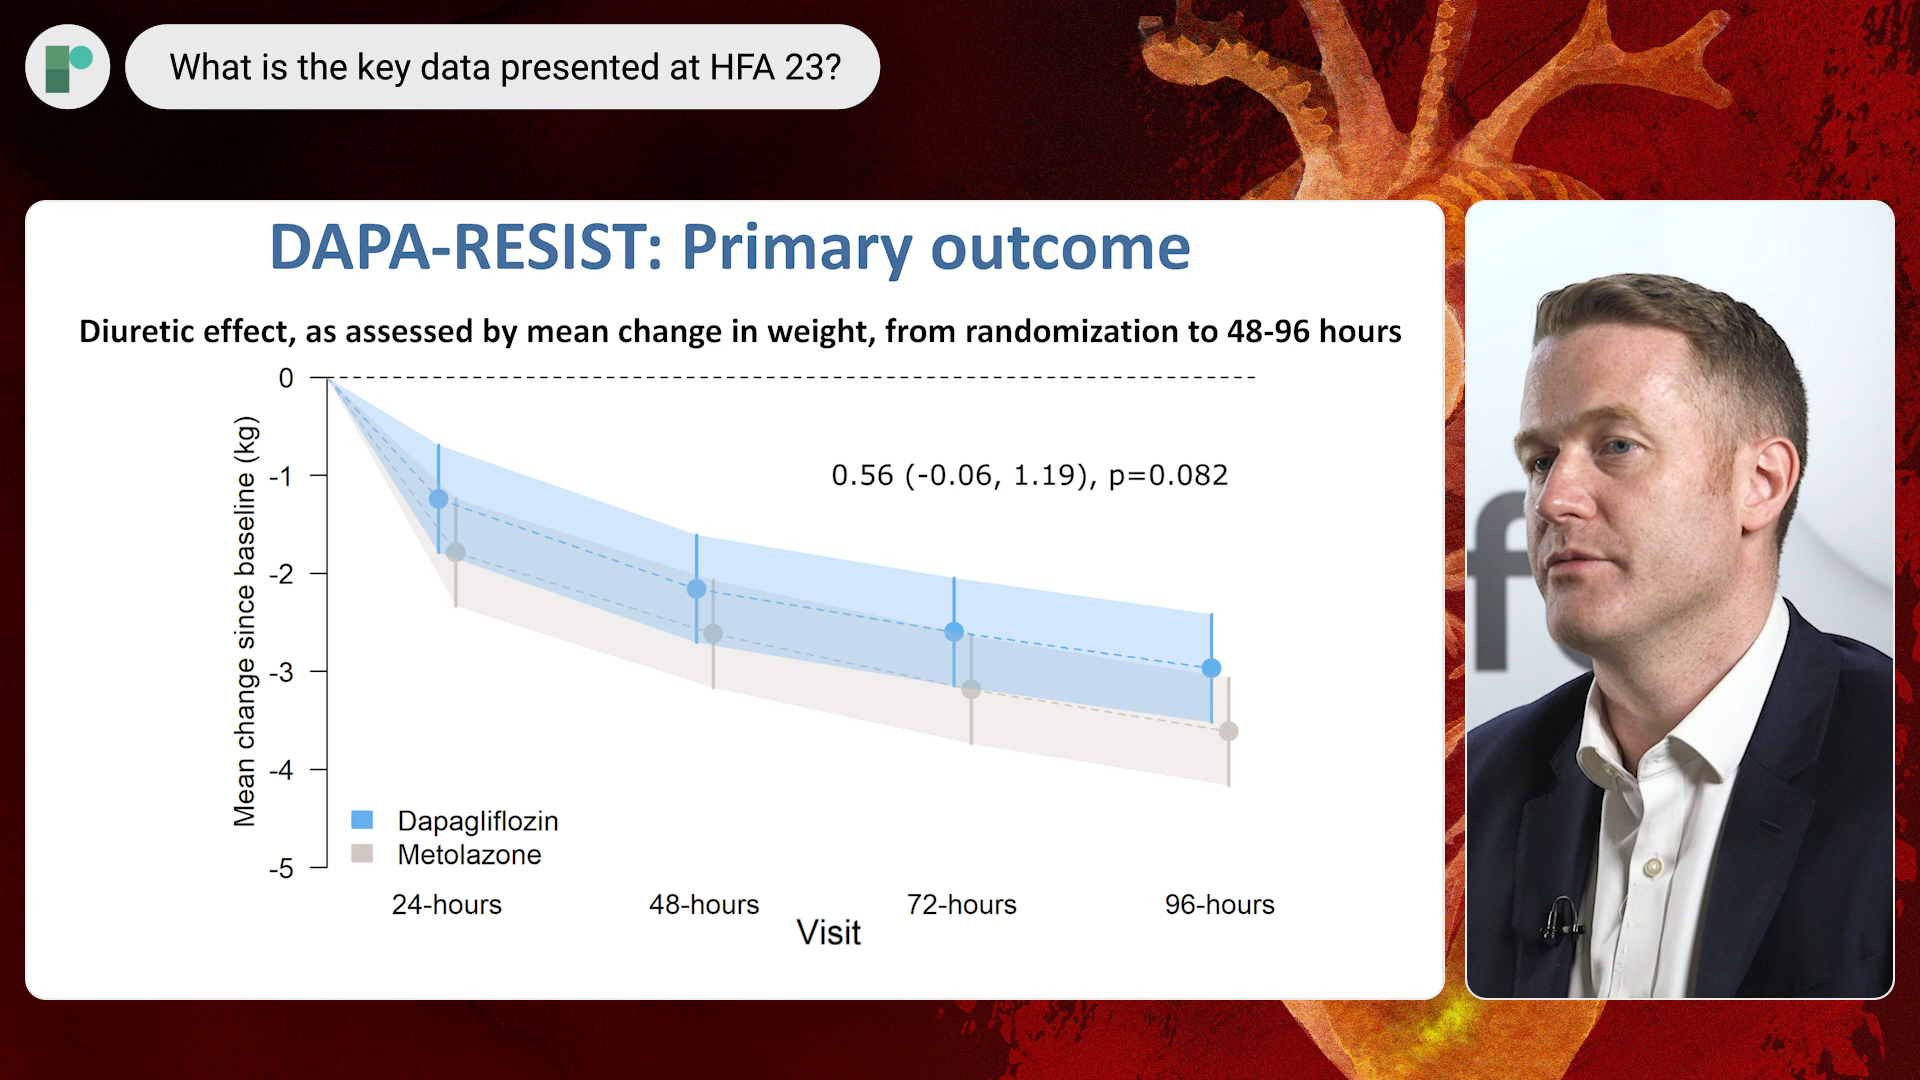 What is the key data presented at HFA 23?
DAPA-RESIST: Primary outcome
Diuretic effect, as assessed by mean change in weight, from randomization to 48-96 hours
Mean change since baseline (kg)
0
-1
-2
-3
-4
-5
0.56 (-0.06, 1.19), p=0.082
Dapagliflozin
Metolazone
24-hours
48-hours
72-hours
96-hours
Visit